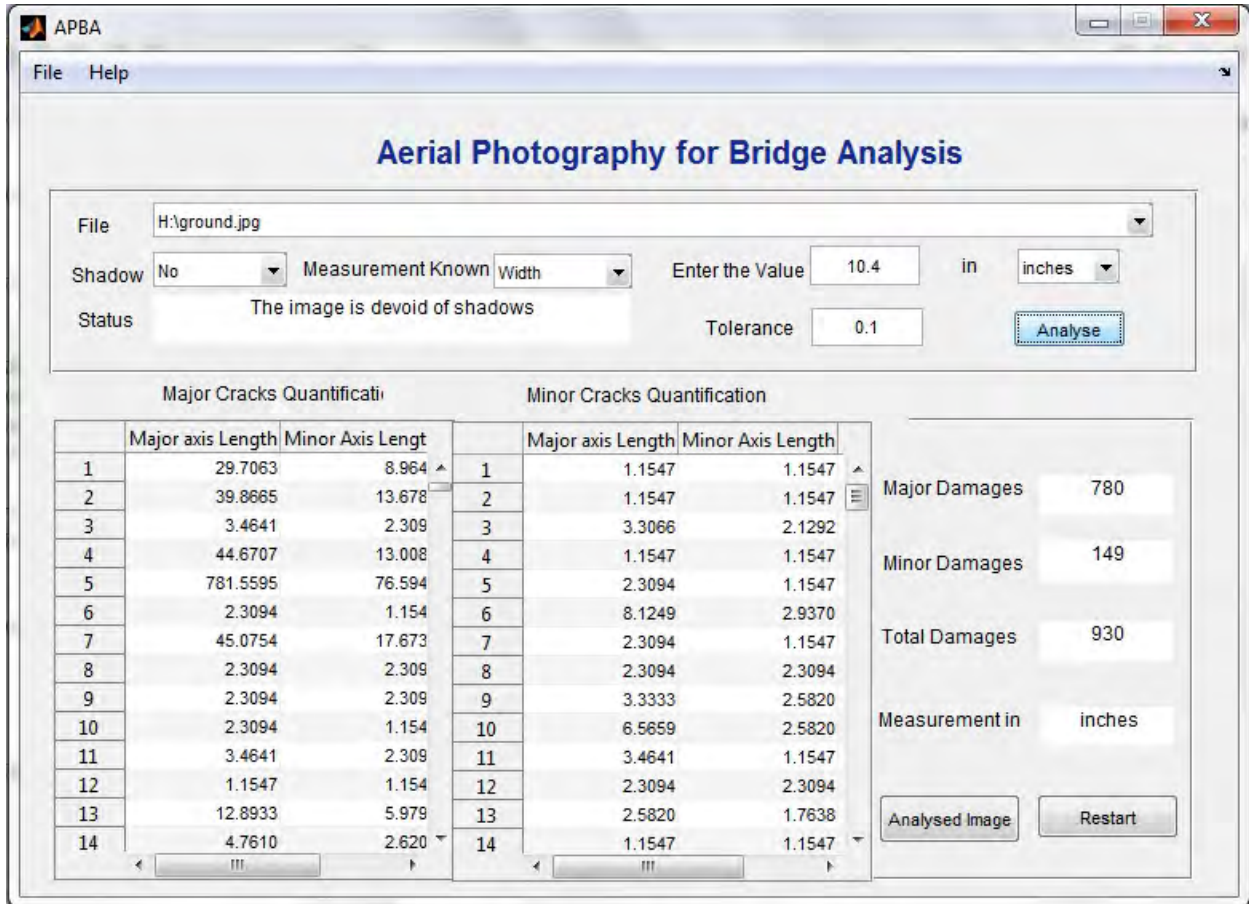 APBA
File Help
Aerial Photography for Bridge Analysis
File H:\ground.jpg
Shadow No Measurement Known Width Enter the Value 10.4 in inches
Status The image is devoid of shadows Tolerance 0.1 Analyse
Major Cracks Quantificati Minor Cracks Quantification
Major axis Length Minor Axis Lengt Major axis Length Minor Axis Length
1 29.7063 8.964 1 1.1547 1.1547
2 39.8665 13.678 2 1.1547 1.1547
3 3.4641 2.309 3 3.3066 2.1292
4 44.6707 13.008 4 1.1547 1.1547
5 781.5595 76.594 5 2.3094 1.1547
6 2.3094 1.154 6 8.1249 2.9370
7 45.0754 17.673 7 2.3094 1.1547
8 2.3094 2.309 8 2.3094 2.3094
9 2.3094 2.309 9 3.3333 2.5820
10 2.3094 1.154 10 6.5659 2.5820
11 3.4641 2.309 11 3.4641 1.1547
12 1.1547 1.154 12 2.3094 2.3094
13 12.8933 5.979 13 2.5820 1.7638
14 4.7610 2.620 14 1.1547 1.1547
Major Damages 780
Minor Damages 149
Total Damages 930
Measurement in inches
Analysed Image Restart